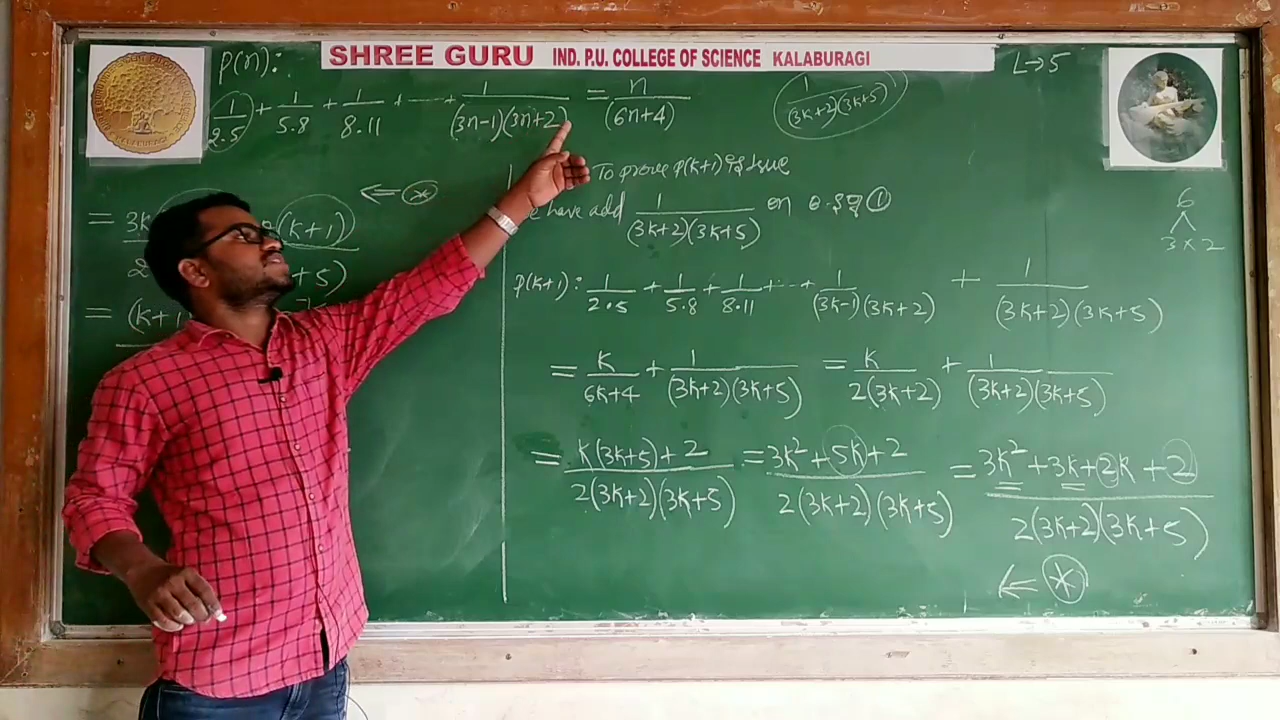 SHREE GURU IND. P.U. COLLEGE OF SCIENCE KALABURAGI
L→5
P(n):
1/2.5 + 1/5.8 + 1/8.11 + ..... + 1/(3n-1)(3n+2) = n/(6n+4)
1/(3k+2)(3k+5)
= 3k (k+1) ⇐ *
2 +5)
= (k+1
To prove P(k+1) is true
have add 1/(3k+2)(3k+5) on ①
6
3×2
P(k+1): 1/2.5 + 1/5.8 + 1/8.11 + ... + 1/(3k-1)(3k+2) + 1/(3k+2)(3k+5)
= k/6k+4 + 1/(3k+2)(3k+5) = k/2(3k+2) + 1/(3k+2)(3k+5)
= k(3k+5)+2/2(3k+2)(3k+5) = 3k²+5k+2/2(3k+2)(3k+5) = 3k²+3k+2k+2/2(3k+2)(3k+5)
⇐ *
KALABURAGI